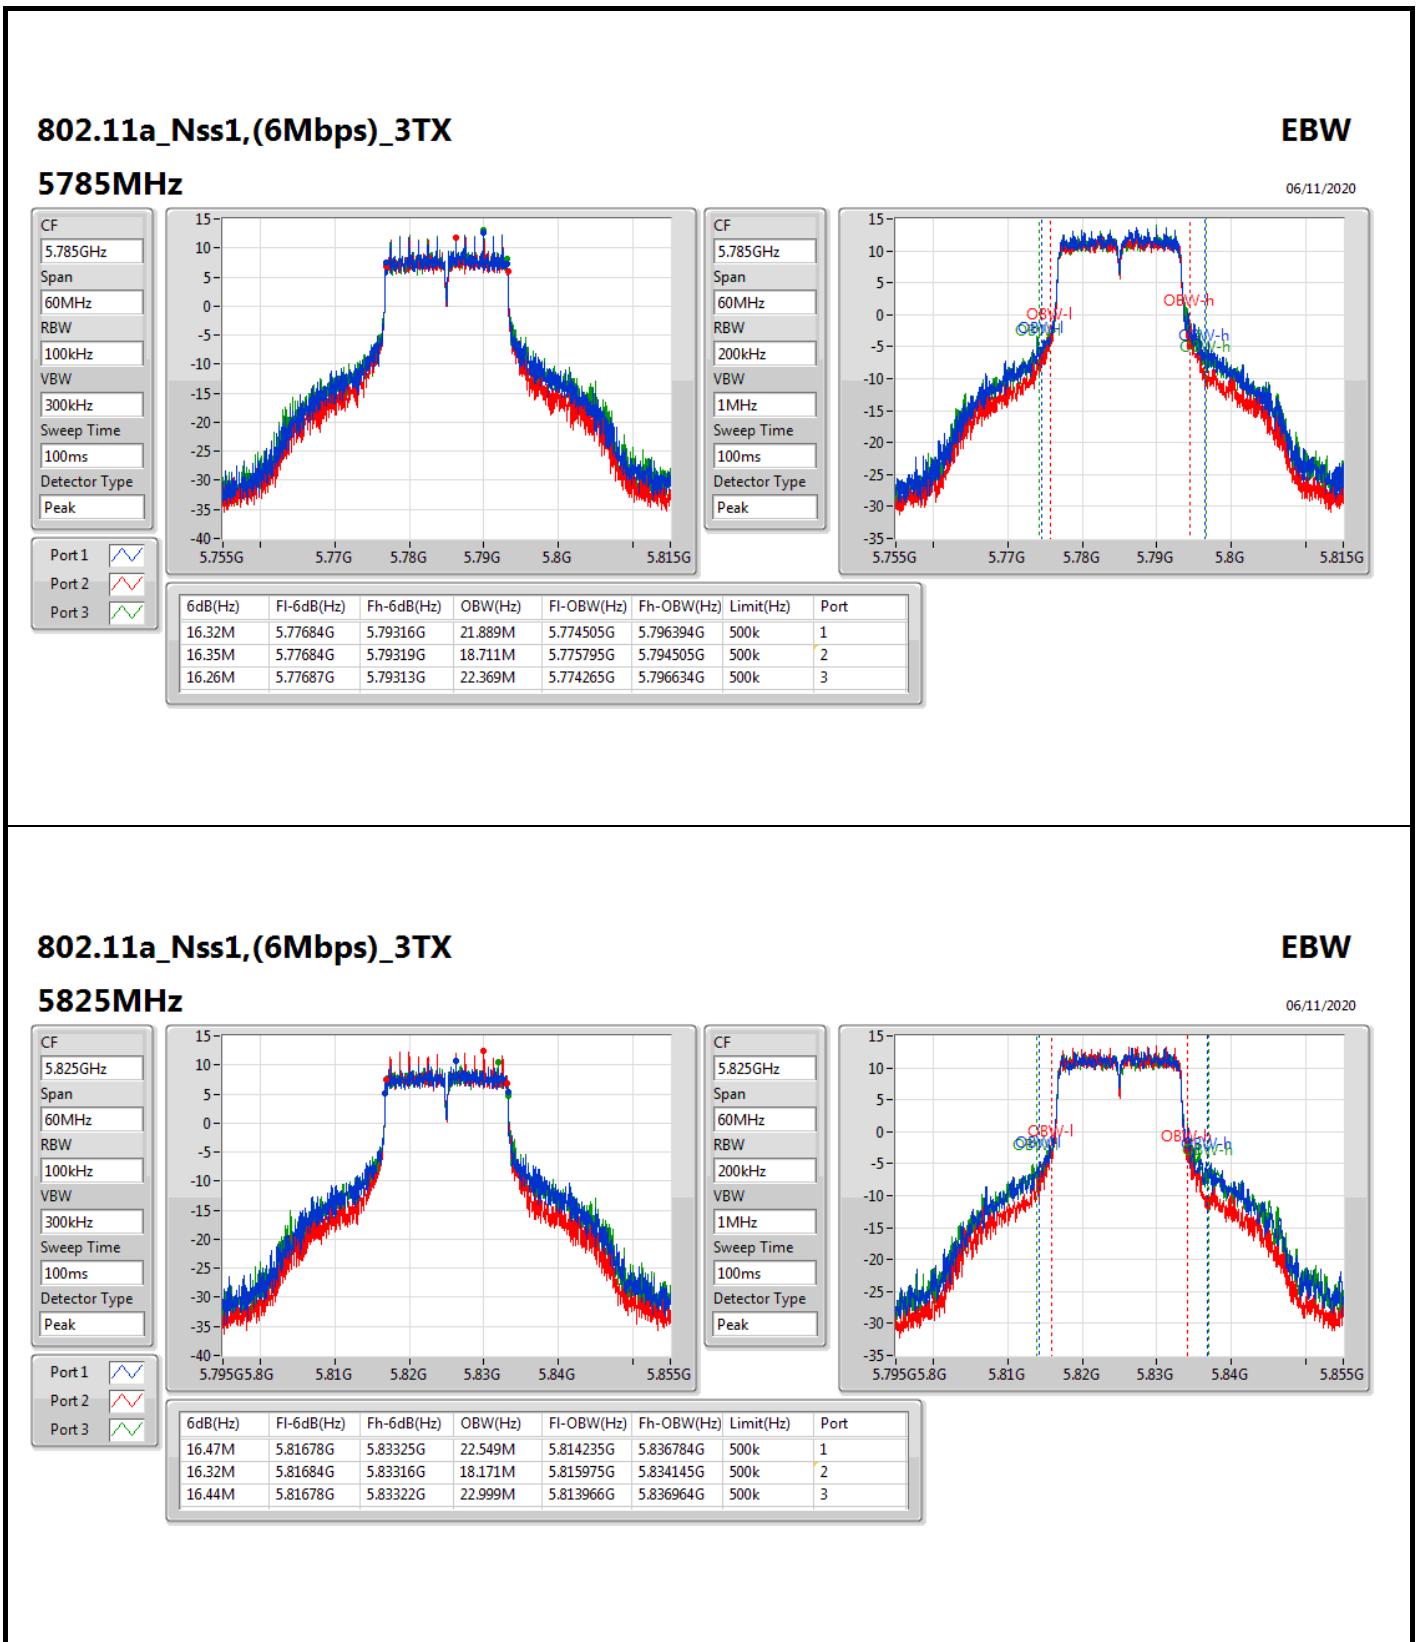 802.11a_Nss1,(6Mbps)_3TX EBW
5785MHz 06/11/2020
CF
5.785GHz
Span
60MHz
RBW
100kHz
VBW
300kHz
Sweep Time
100ms
Detector Type
Peak
15
10
5
0
-5
-10
-15
-20
-25
-30
-35
-40
5.755G 5.77G 5.78G 5.79G 5.8G 5.815G
CF
5.785GHz
Span
60MHz
RBW
200kHz
VBW
1MHz
Sweep Time
100ms
Detector Type
Peak
15
10
5
0
-5
-10
-15
-20
-25
-30
-35
OBW-l
OBW-h
OBW-h
OBW-h
5.755G 5.77G 5.78G 5.79G 5.8G 5.815G
Port 1
Port 2
Port 3
6dB(Hz) Fl-6dB(Hz) Fh-6dB(Hz) OBW(Hz) Fl-OBW(Hz) Fh-OBW(Hz) Limit(Hz) Port
16.32M 5.77684G 5.79316G 21.889M 5.774505G 5.796394G 500k 1
16.35M 5.77684G 5.79319G 18.711M 5.775795G 5.794505G 500k 2
16.26M 5.77687G 5.79313G 22.369M 5.774265G 5.796634G 500k 3
802.11a_Nss1,(6Mbps)_3TX EBW
5825MHz 06/11/2020
CF
5.825GHz
Span
60MHz
RBW
100kHz
VBW
300kHz
Sweep Time
100ms
Detector Type
Peak
15
10
5
0
-5
-10
-15
-20
-25
-30
-35
-40
5.795G 5.8G 5.81G 5.82G 5.83G 5.84G 5.855G
CF
5.825GHz
Span
60MHz
RBW
200kHz
VBW
1MHz
Sweep Time
100ms
Detector Type
Peak
15
10
5
0
-5
-10
-15
-20
-25
-30
-35
OBW-l
OBW-h
OBW-h
5.795G 5.8G 5.81G 5.82G 5.83G 5.84G 5.855G
Port 1
Port 2
Port 3
6dB(Hz) Fl-6dB(Hz) Fh-6dB(Hz) OBW(Hz) Fl-OBW(Hz) Fh-OBW(Hz) Limit(Hz) Port
16.47M 5.81678G 5.83325G 22.549M 5.814235G 5.836784G 500k 1
16.32M 5.81684G 5.83316G 18.171M 5.815975G 5.834145G 500k 2
16.44M 5.81678G 5.83322G 22.999M 5.813966G 5.836964G 500k 3